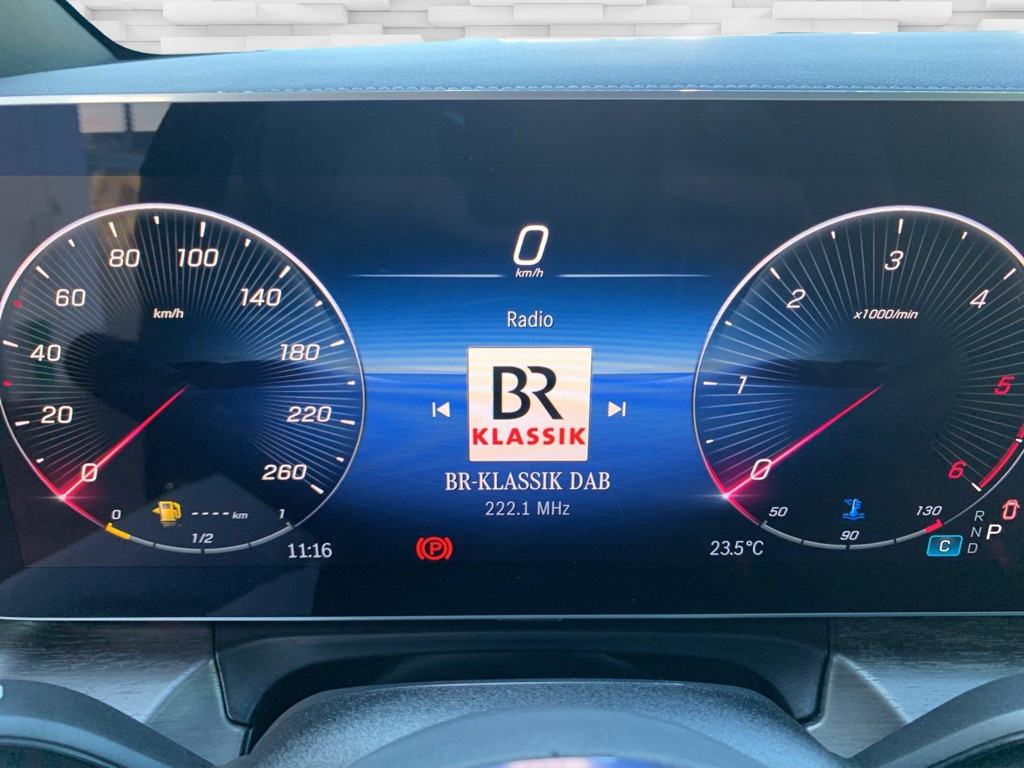 0
km/h
Radio
BR
KLASSIK
BR-KLASSIK DAB
222.1 MHz
0
20
40
60
80
100
140
180
220
260
km/h
0
1/2
1
---- km
11:16
P
23.5°C
0
1
2
3
4
5
6
x1000/min
50
90
130
R
N P
D
C